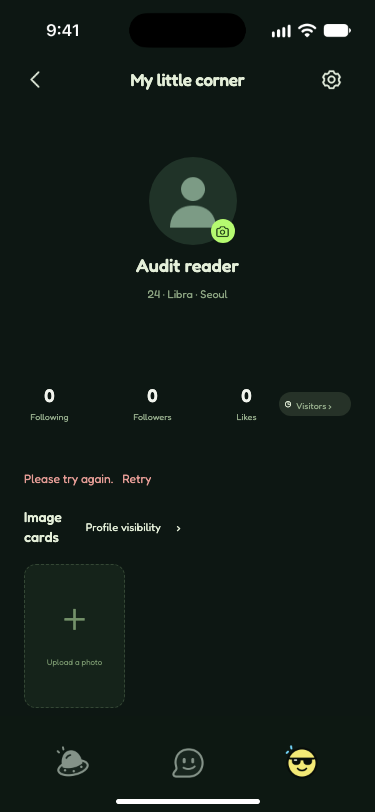 9:41
My little corner
Audit reader
24 · Libra · Seoul
0 0 0
Following Followers Likes Visitors ›
Please try again. Retry
Image cards Profile visibility ›
Upload a photo